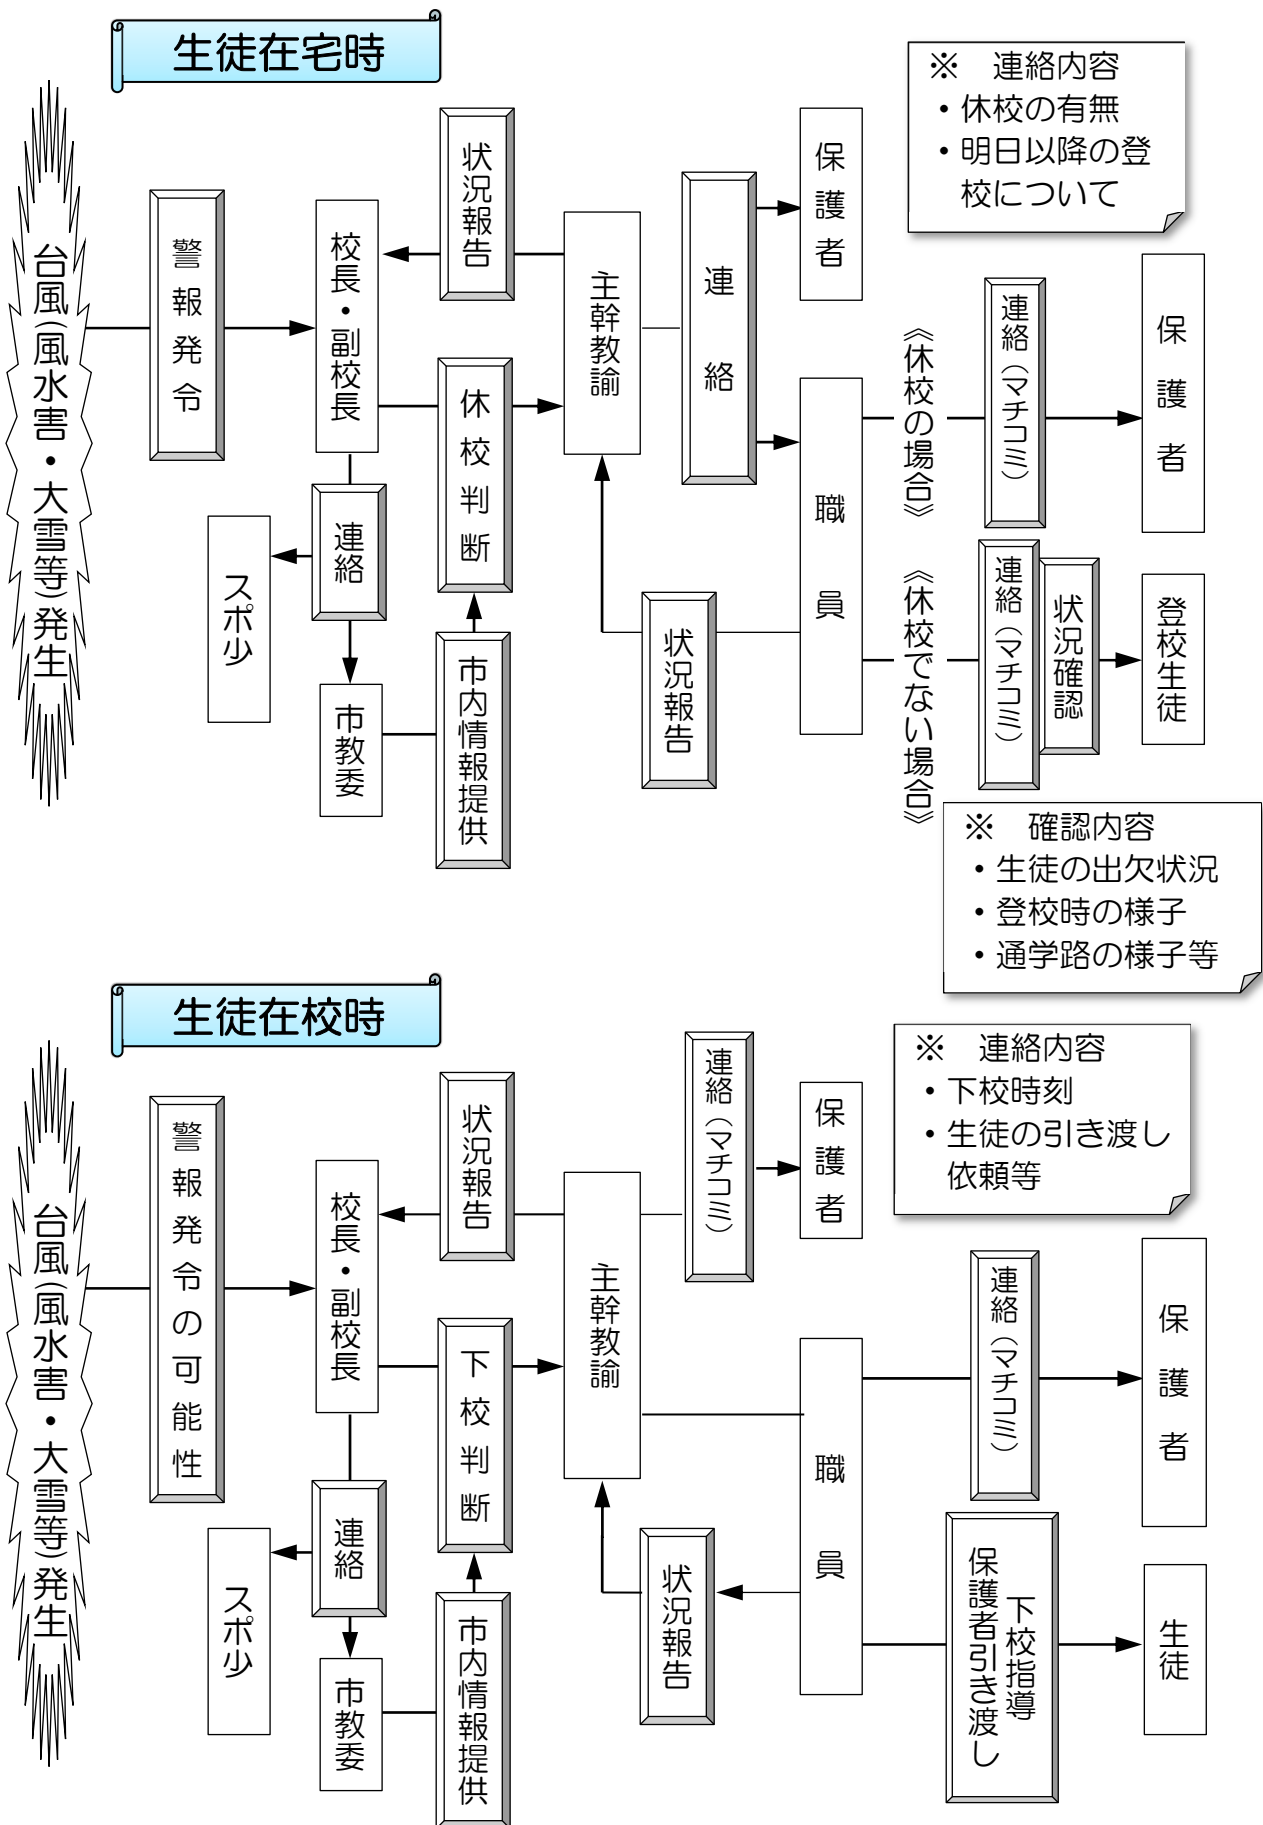 生徒在宅時
※　連絡内容
・休校の有無
・明日以降の登
校について
台風（風水害・大雪等）発生
警報発令
校長・副校長
状況報告
休校判断
連絡
スポ少
市教委
市内情報提供
主幹教諭
連絡
保護者
職員
状況報告
《休校の場合》
連絡（マチコミ）
保護者
《休校でない場合》
連絡（マチコミ）
状況確認
登校生徒
※　確認内容
・生徒の出欠状況
・登校時の様子
・通学路の様子等
生徒在校時
※　連絡内容
・下校時刻
・生徒の引き渡し
依頼等
台風（風水害・大雪等）発生
警報発令の可能性
校長・副校長
状況報告
下校判断
連絡
スポ少
市教委
市内情報提供
主幹教諭
連絡（マチコミ）
保護者
職員
状況報告
連絡（マチコミ）
保護者
下校指導
保護者引き渡し
生徒